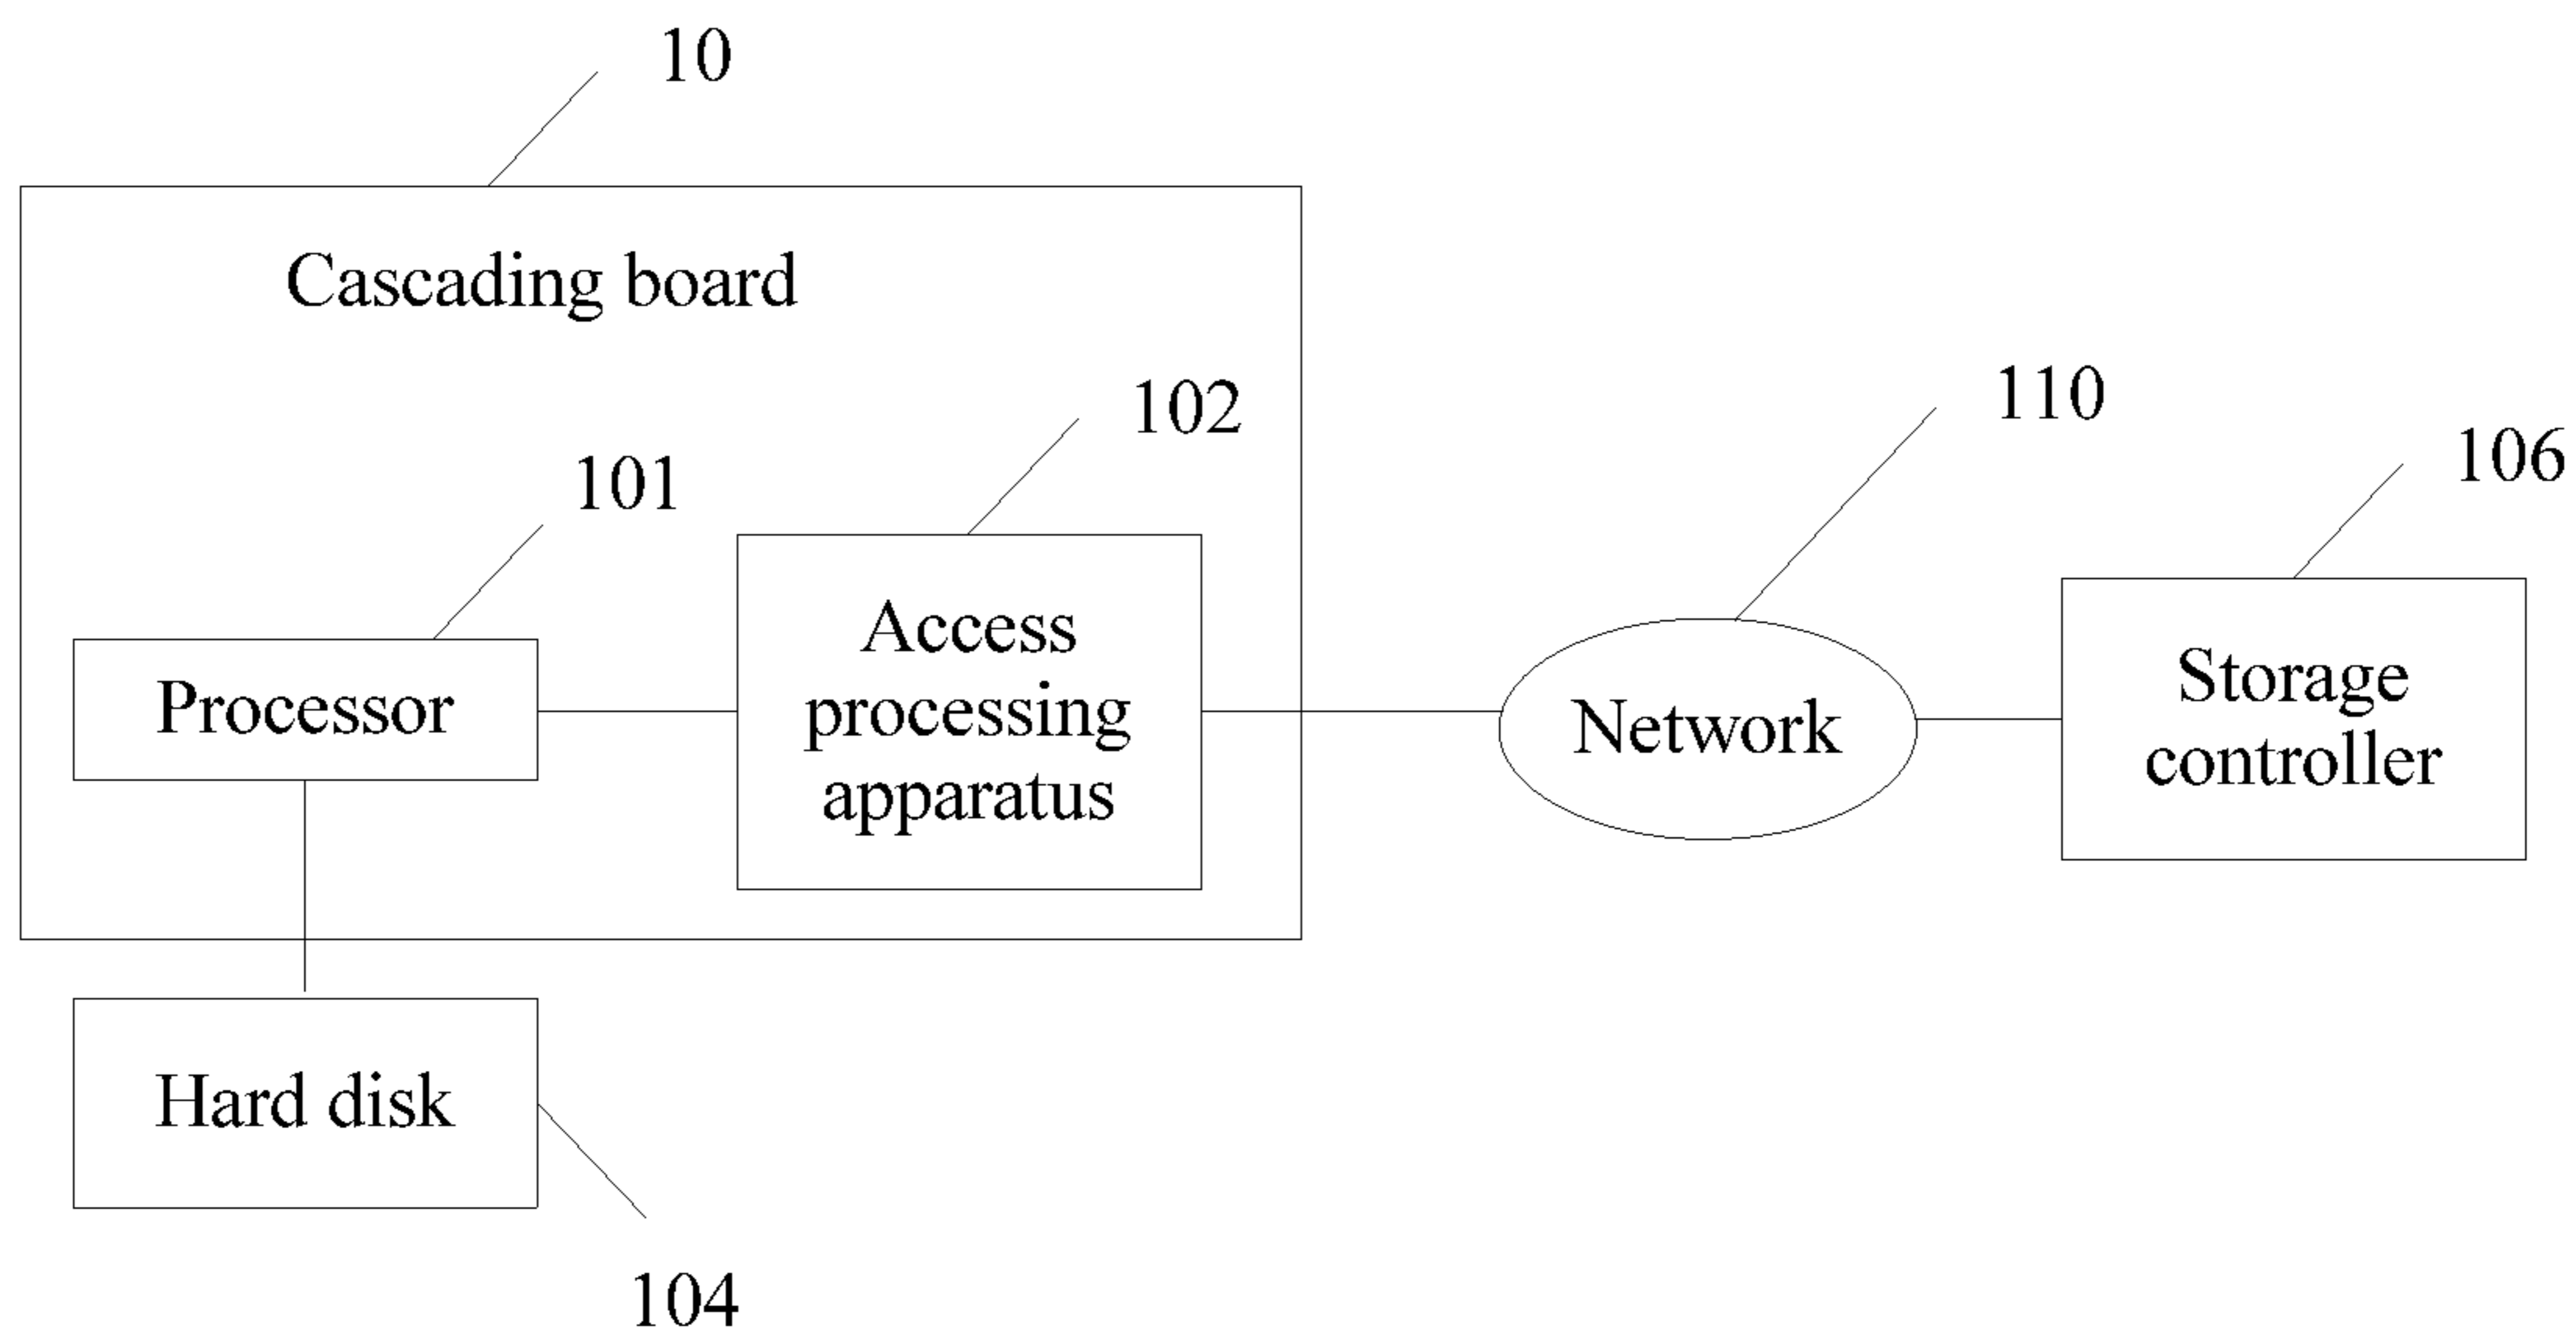 10
Cascading board
102
110
106
101
Access
processing
apparatus
Processor
Network
Storage
controller
Hard disk
104